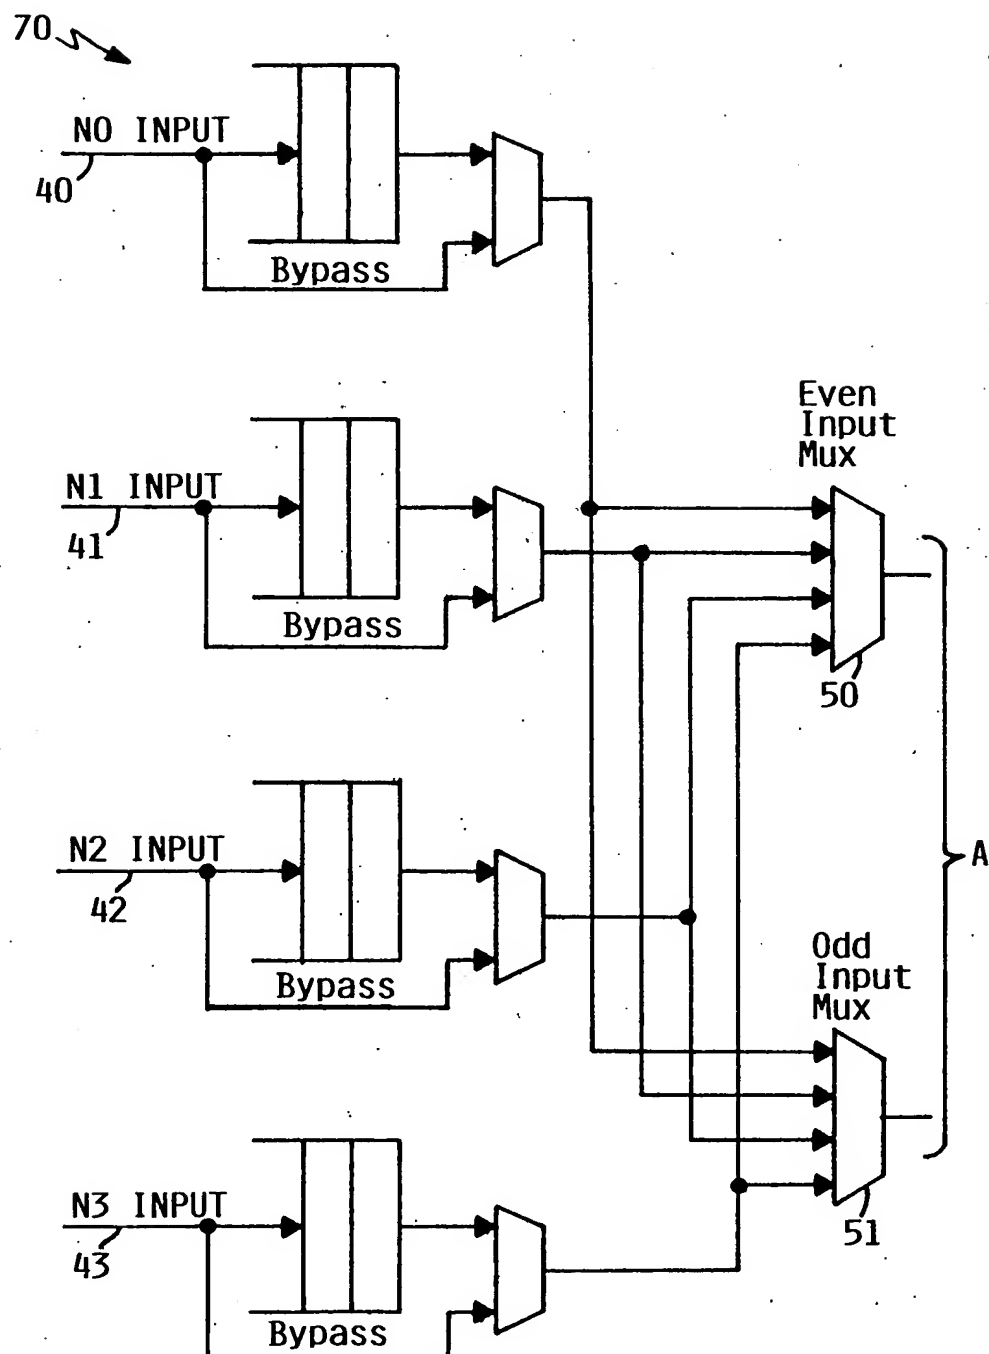 70
NO INPUT
40
Bypass
Even
Input
Mux
N1 INPUT
41
Bypass
50
A
N2 INPUT
42
Bypass
Odd
Input
Mux
N3 INPUT
43
51
Bypass